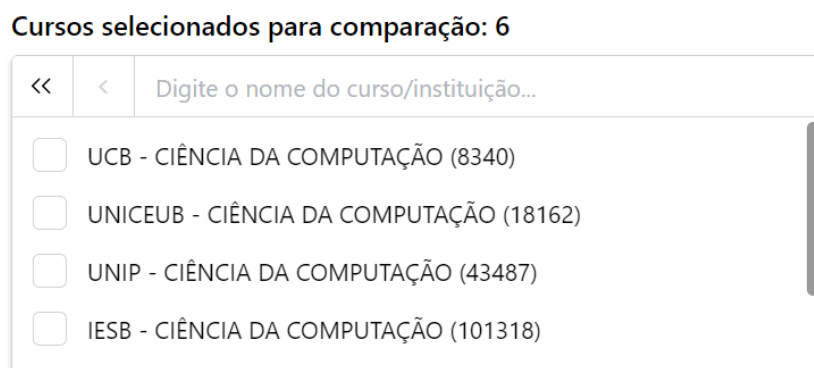 Cursos selecionados para comparação: 6
Digite o nome do curso/instituição...
UCB - CIÊNCIA DA COMPUTAÇÃO (8340)
UNICEUB - CIÊNCIA DA COMPUTAÇÃO (18162)
UNIP - CIÊNCIA DA COMPUTAÇÃO (43487)
IESB - CIÊNCIA DA COMPUTAÇÃO (101318)